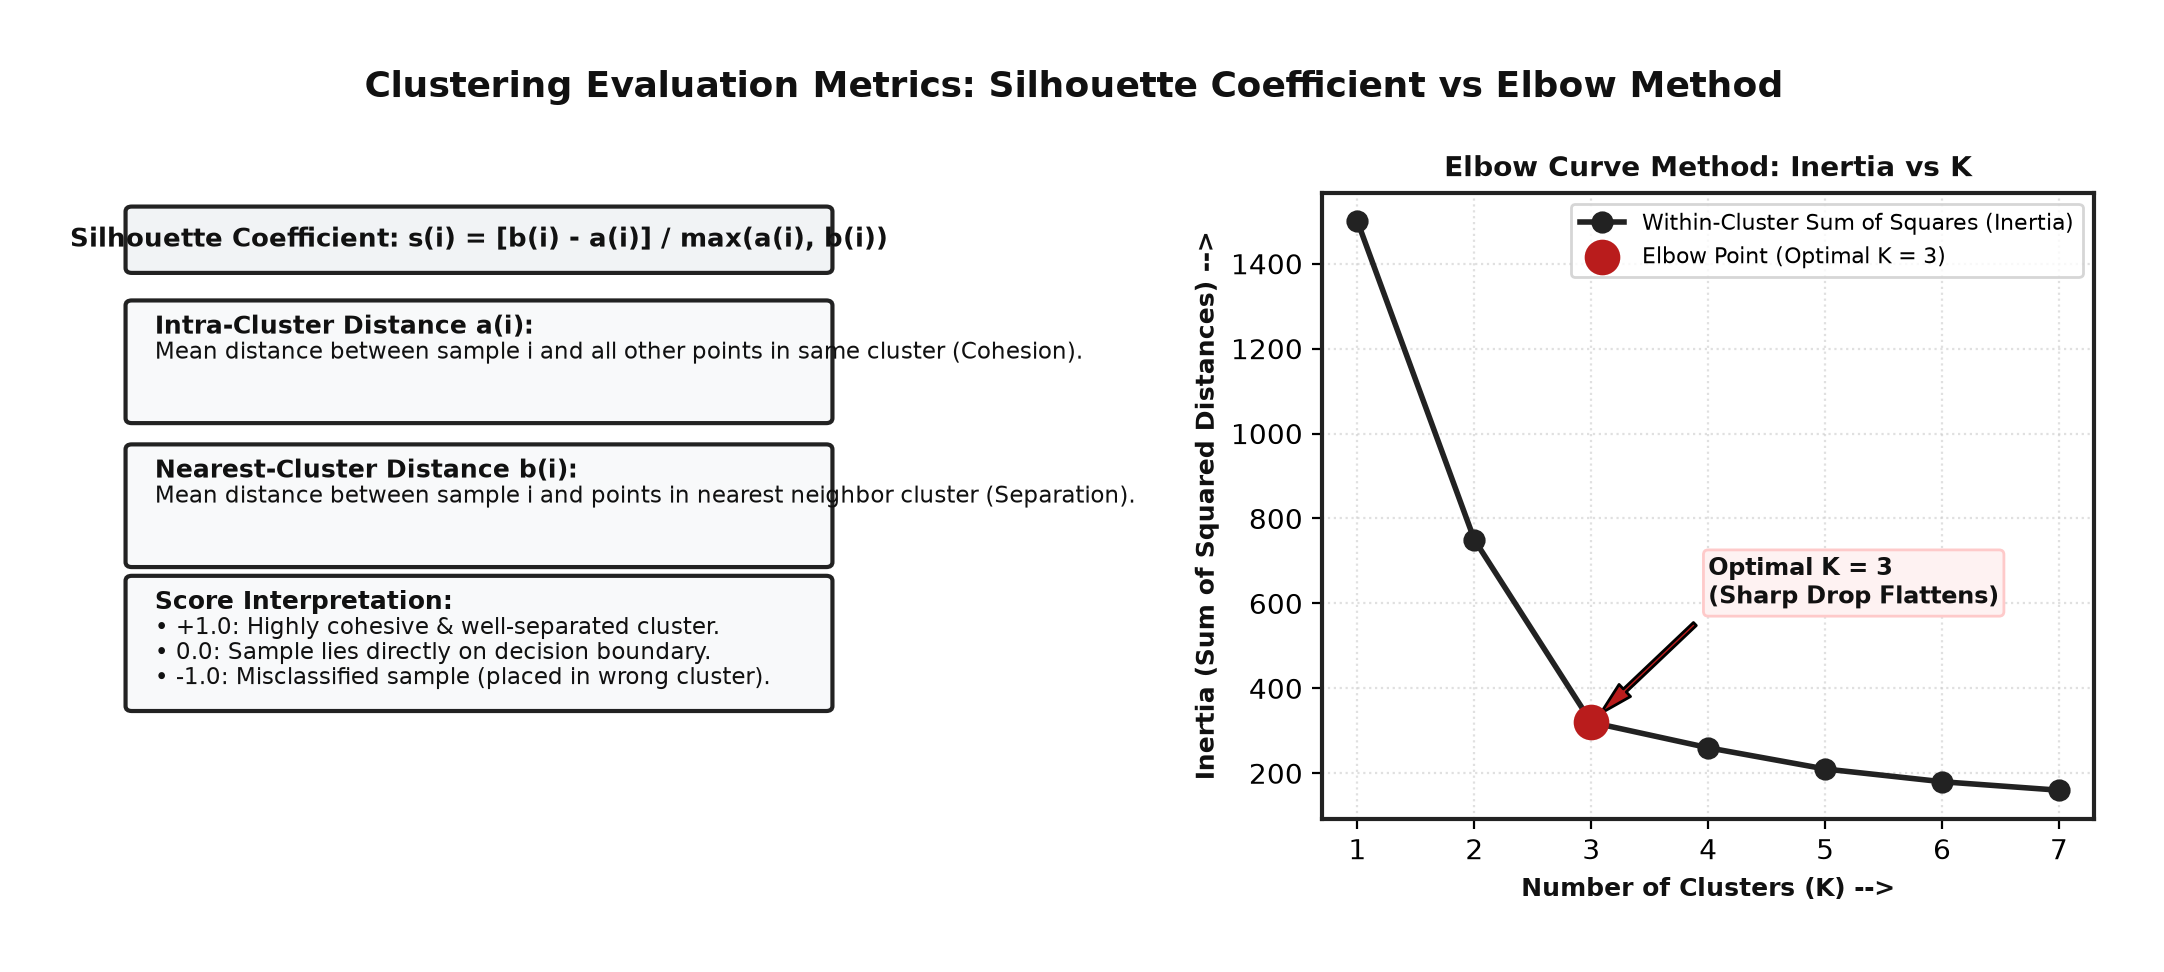 Clustering Evaluation Metrics: Silhouette Coefficient vs Elbow Method
Silhouette Coefficient: s(i) = [b(i) - a(i)] / max(a(i), b(i))
Intra-Cluster Distance a(i):
Mean distance between sample i and all other points in same cluster (Cohesion).
Nearest-Cluster Distance b(i):
Mean distance between sample i and points in nearest neighbor cluster (Separation).
Score Interpretation:
• +1.0: Highly cohesive & well-separated cluster.
• 0.0: Sample lies directly on decision boundary.
• -1.0: Misclassified sample (placed in wrong cluster).
Elbow Curve Method: Inertia vs K
Within-Cluster Sum of Squares (Inertia)
Elbow Point (Optimal K = 3)
Inertia (Sum of Squared Distances) -->
1400
1200
1000
800
600
400
200
Optimal K = 3
(Sharp Drop Flattens)
1 2 3 4 5 6 7
Number of Clusters (K) -->